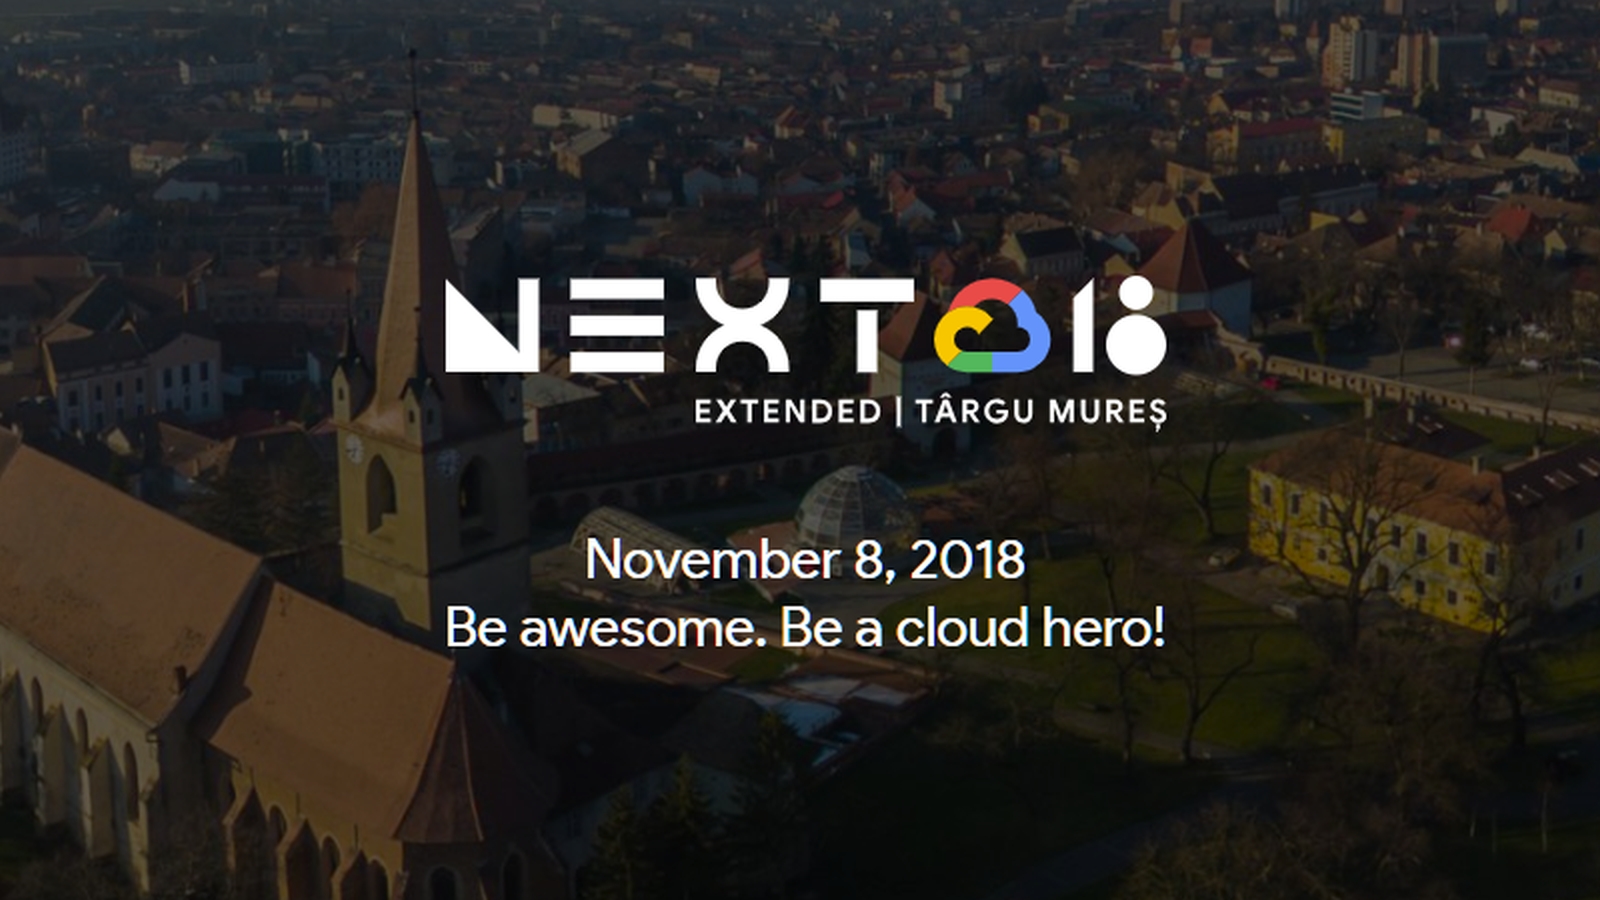 NEXT 18
EXTENDED | TÂRGU MUREȘ
November 8, 2018
Be awesome. Be a cloud hero!